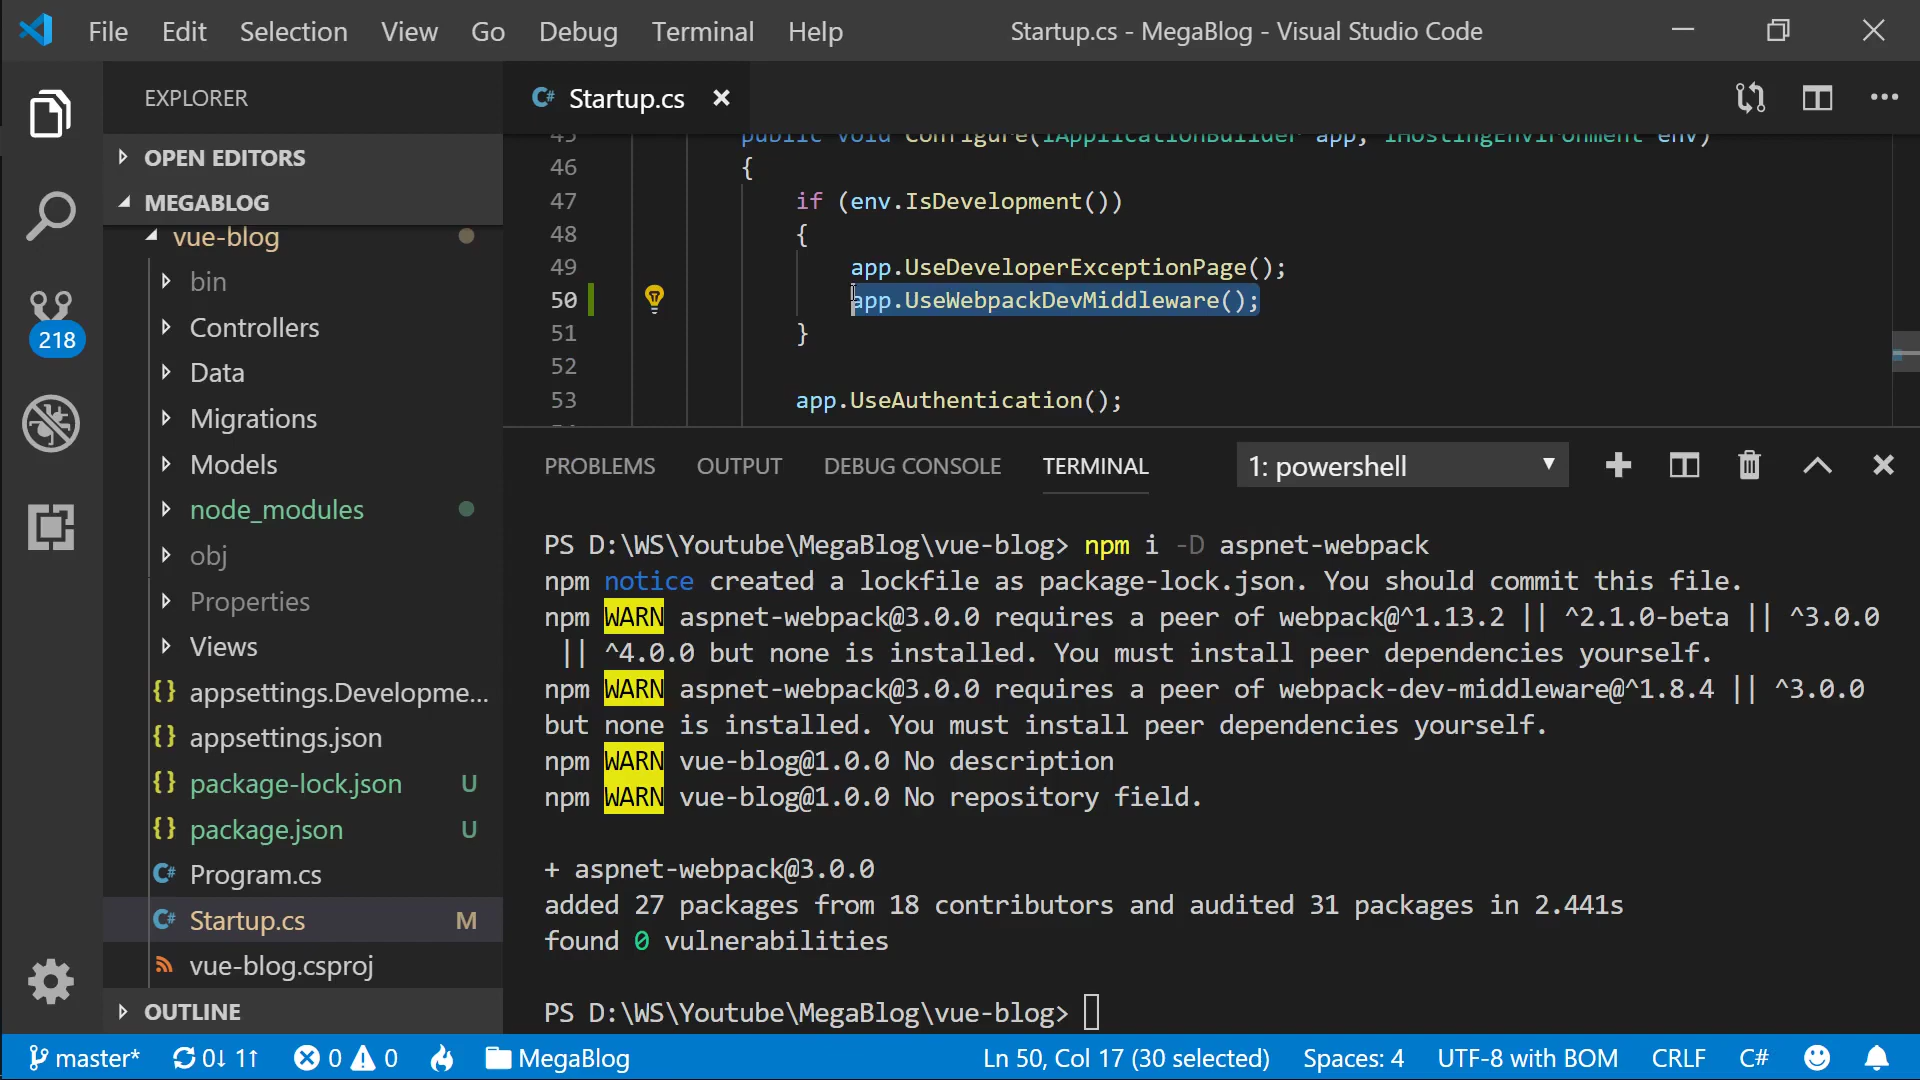 File Edit Selection View Go Debug Terminal Help Startup.cs - MegaBlog - Visual Studio Code
EXPLORER
OPEN EDITORS
MEGABLOG
vue-blog
bin
Controllers
Data
Migrations
Models
node_modules
obj
Properties
Views
{} appsettings.Developme...
{} appsettings.json
{} package-lock.json U
{} package.json U
C# Program.cs
C# Startup.cs M
vue-blog.csproj
OUTLINE
218
C# Startup.cs
45 public void Configure(IApplicationBuilder app, IHostingEnvironment env)
46 {
47 if (env.IsDevelopment())
48 {
49 app.UseDeveloperExceptionPage();
50 app.UseWebpackDevMiddleware();
51 }
52
53 app.UseAuthentication();
PROBLEMS OUTPUT DEBUG CONSOLE TERMINAL 1: powershell
PS D:\WS\Youtube\MegaBlog\vue-blog> npm i -D aspnet-webpack
npm notice created a lockfile as package-lock.json. You should commit this file.
npm WARN aspnet-webpack@3.0.0 requires a peer of webpack@^1.13.2 || ^2.1.0-beta || ^3.0.0
|| ^4.0.0 but none is installed. You must install peer dependencies yourself.
npm WARN aspnet-webpack@3.0.0 requires a peer of webpack-dev-middleware@^1.8.4 || ^3.0.0
but none is installed. You must install peer dependencies yourself.
npm WARN vue-blog@1.0.0 No description
npm WARN vue-blog@1.0.0 No repository field.
+ aspnet-webpack@3.0.0
added 27 packages from 18 contributors and audited 31 packages in 2.441s
found 0 vulnerabilities
PS D:\WS\Youtube\MegaBlog\vue-blog>
master* 0↓ 1↑ 0 0 MegaBlog Ln 50, Col 17 (30 selected) Spaces: 4 UTF-8 with BOM CRLF C#